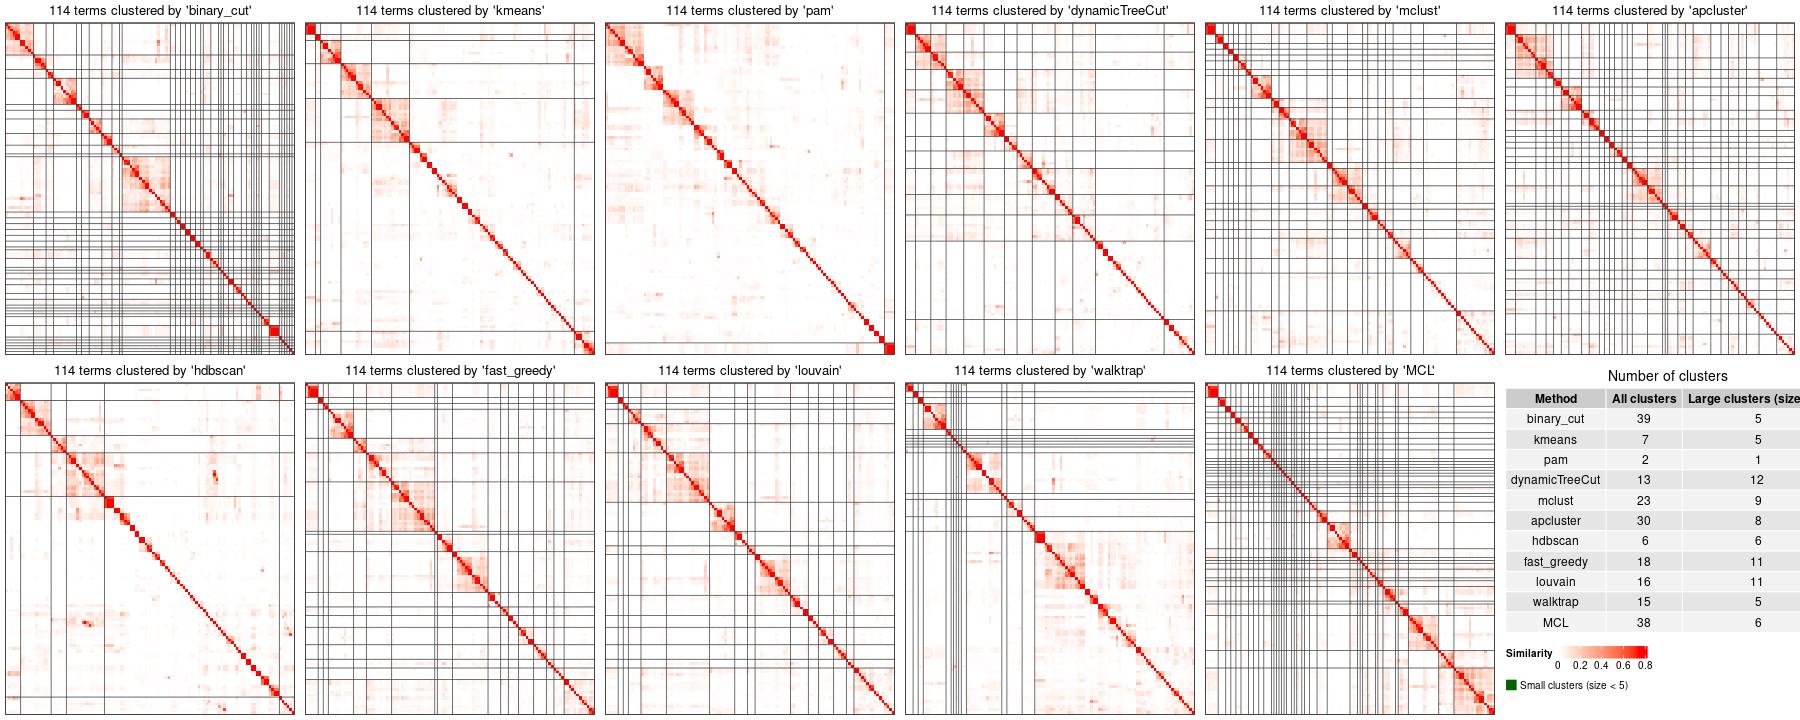 114 terms clustered by 'binary_cut'
114 terms clustered by 'kmeans'
114 terms clustered by 'pam'
114 terms clustered by 'dynamicTreeCut'
114 terms clustered by 'mclust'
114 terms clustered by 'apcluster'
114 terms clustered by 'hdbscan'
114 terms clustered by 'fast_greedy'
114 terms clustered by 'louvain'
114 terms clustered by 'walktrap'
114 terms clustered by 'MCL'
Number of clusters
Method All clusters Large clusters (size
binary_cut 39 5
kmeans 7 5
pam 2 1
dynamicTreeCut 13 12
mclust 23 9
apcluster 30 8
hdbscan 6 6
fast_greedy 18 11
louvain 16 11
walktrap 15 5
MCL 38 6
Similarity
0 0.2 0.4 0.6 0.8
Small clusters (size < 5)